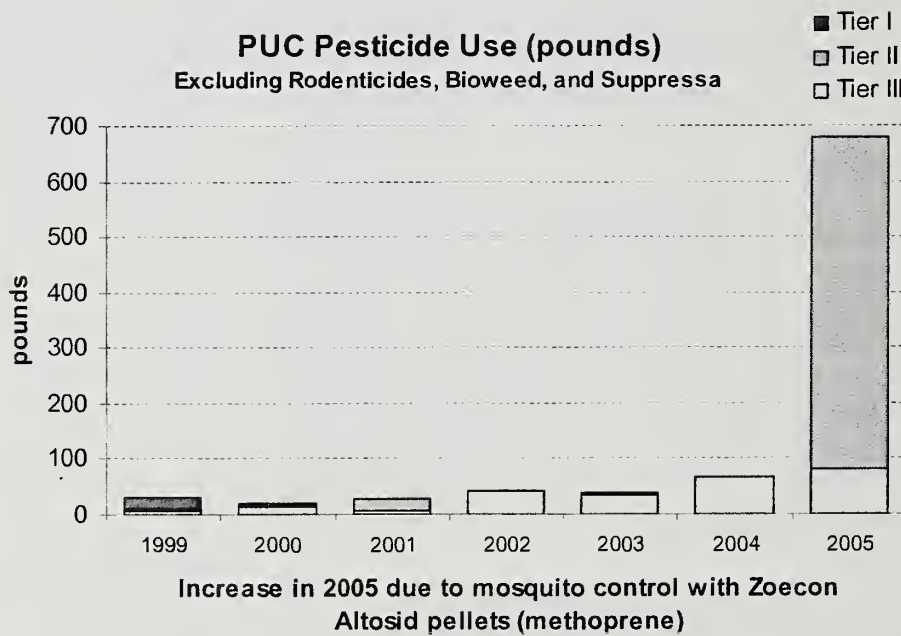 PUC Pesticide Use (pounds)
Excluding Rodenticides, Bioweed, and Suppressa
Tier I
Tier II
Tier III
700
600
500
400
300
200
100
0
pounds
1999 2000 2001 2002 2003 2004 2005
Increase in 2005 due to mosquito control with Zoecon
Altosid pellets (methoprene)